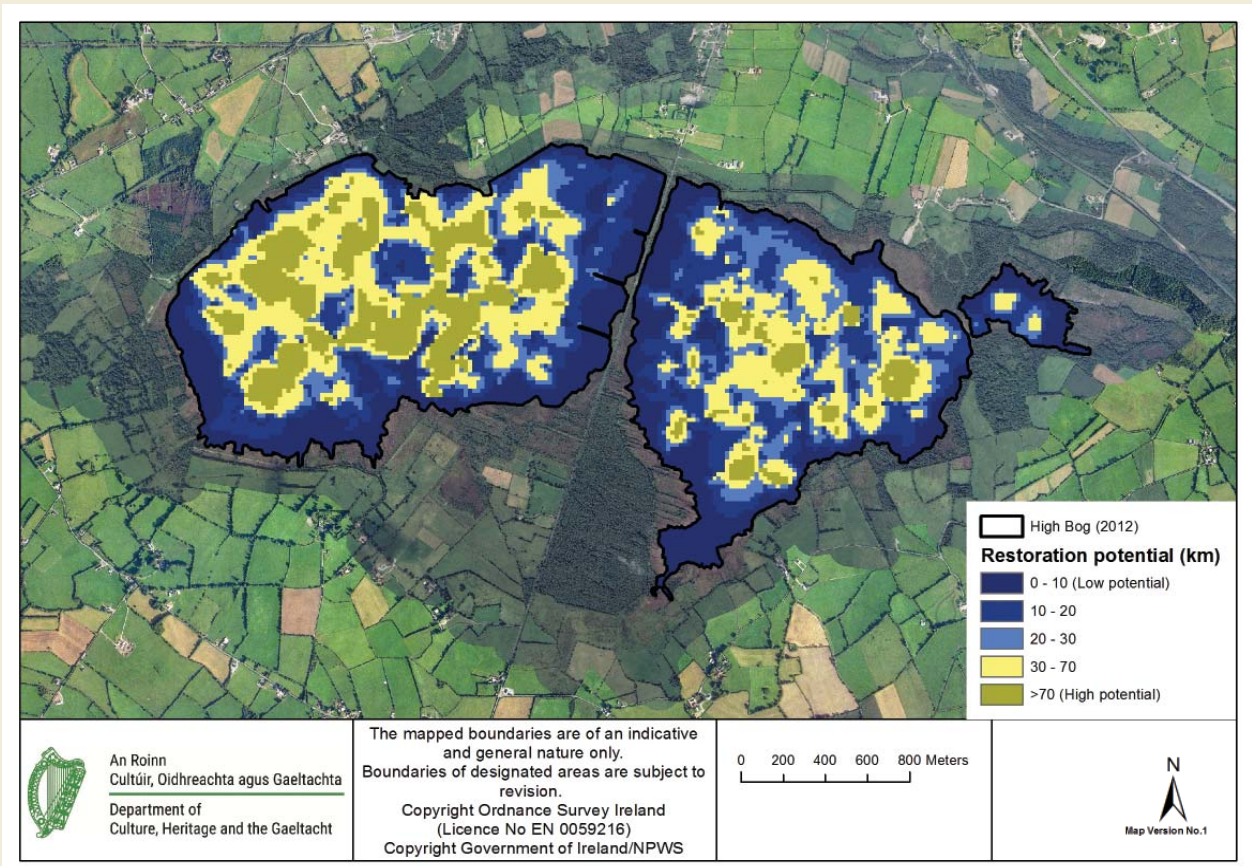 High Bog (2012)
Restoration potential (km)
0 - 10 (Low potential)
10 - 20
20 - 30
30 - 70
>70 (High potential)
An Roinn
Cultúir, Oidhreachta agus Gaeltachta
Department of
Culture, Heritage and the Gaeltacht
The mapped boundaries are of an indicative
and general nature only.
Boundaries of designated areas are subject to
revision.
Copyright Ordnance Survey Ireland
(Licence No EN 0059216)
Copyright Government of Ireland/NPWS
0 200 400 600 800 Meters
N
Map Version No.1